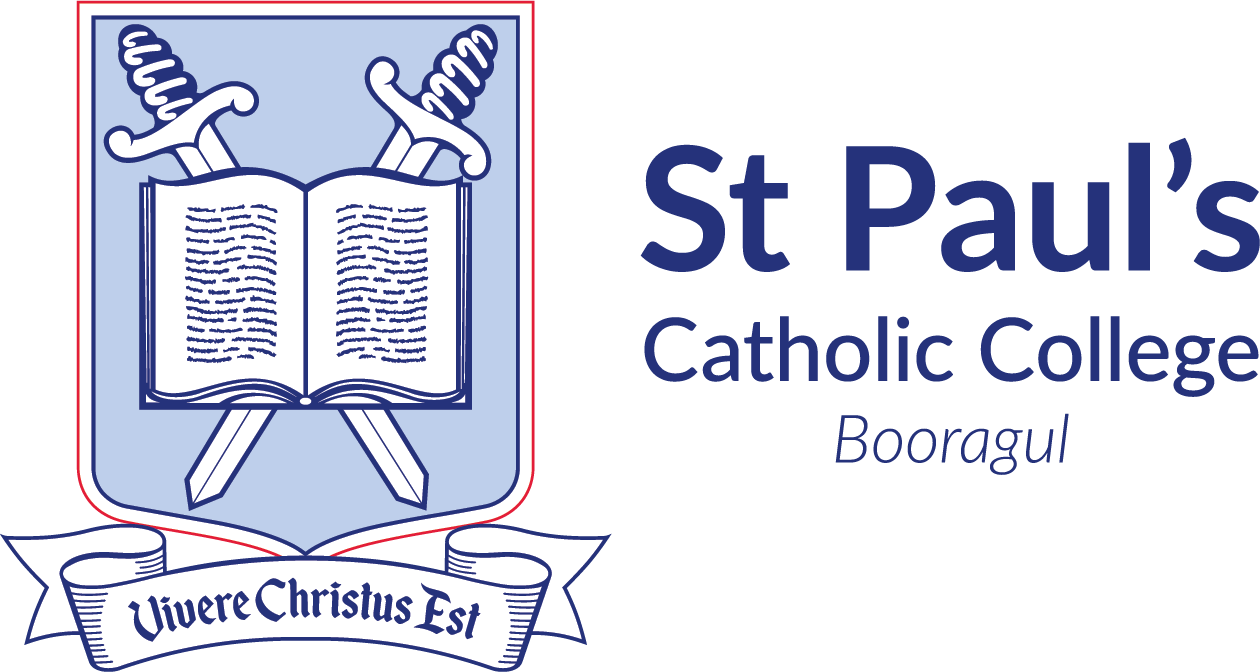 St Paul's
Catholic College
Booragul
Vivere Christus Est